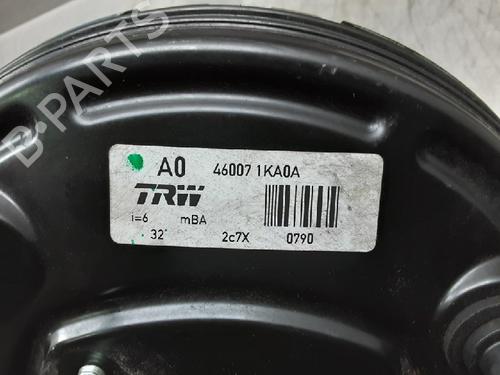 B-PARTS
A0 46007 1KA0A
TRW
i=6 mBA
32 2c7X 0790